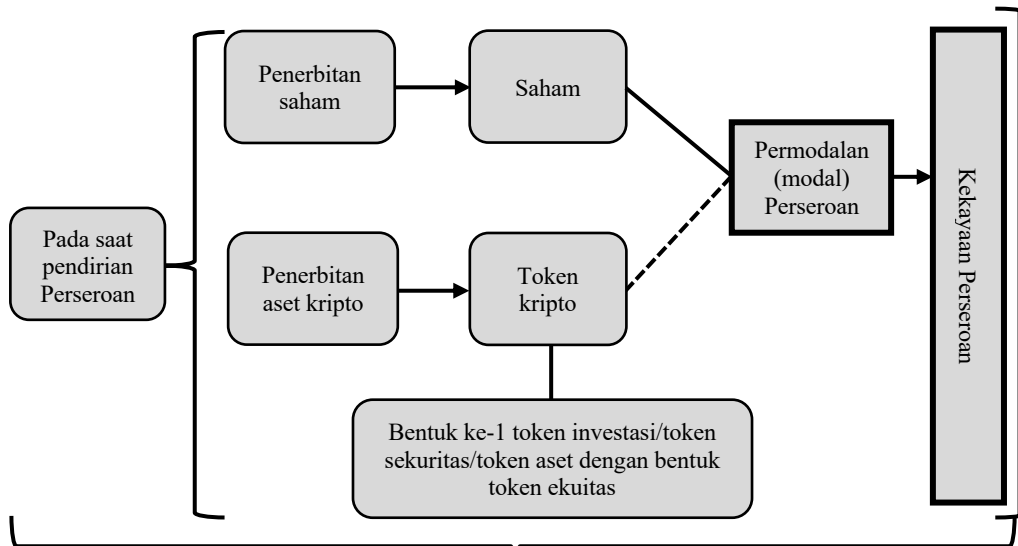 Pada saat
pendirian
Perseroan
Penerbitan
saham
Saham
Penerbitan
aset kripto
Token
kripto
Bentuk ke-1 token investasi/token
sekuritas/token aset dengan bentuk
token ekuitas
Permodalan
(modal)
Perseroan
Kekayaan Perseroan